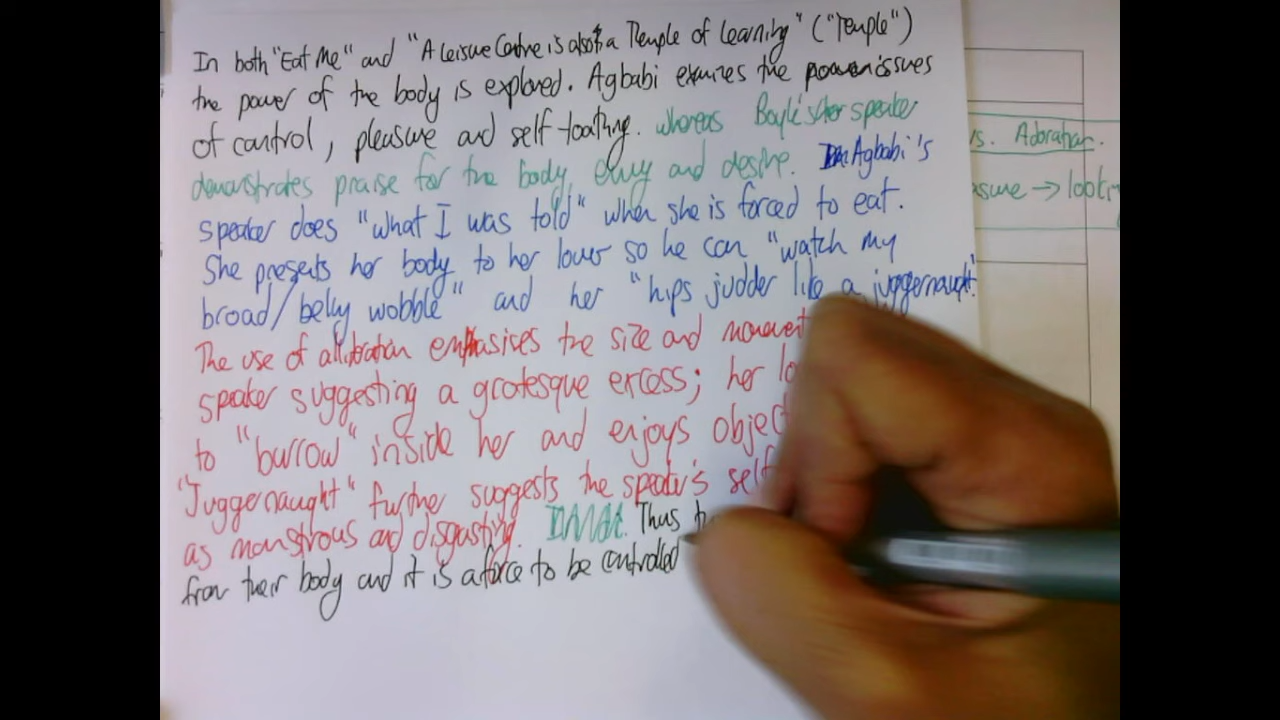 In both "Eat Me" and "A Leisure Centre is also a Temple of Learning" ("Temple")
the power of the body is explored. Agbabi examines the issues
of control, pleasure and self-loathing. whereas speaker
demonstrates praise for the body, envy and desire. Agbabi's
speaker does "what I was told" when she is forced to eat.
She presents her body to her lover so he can "watch my
broad/belly wobble" and her "hips judder like a juggernaught."
The use of alliteration emphasises the size and movement
speaker suggesting a grotesque excess; her
to "burrow" inside her and enjoys
"Juggernaught" further suggests the speaker's self
as monstrous and disgusting. Thus
from their body and it is a force to be controlled
vs. Adoration.
→